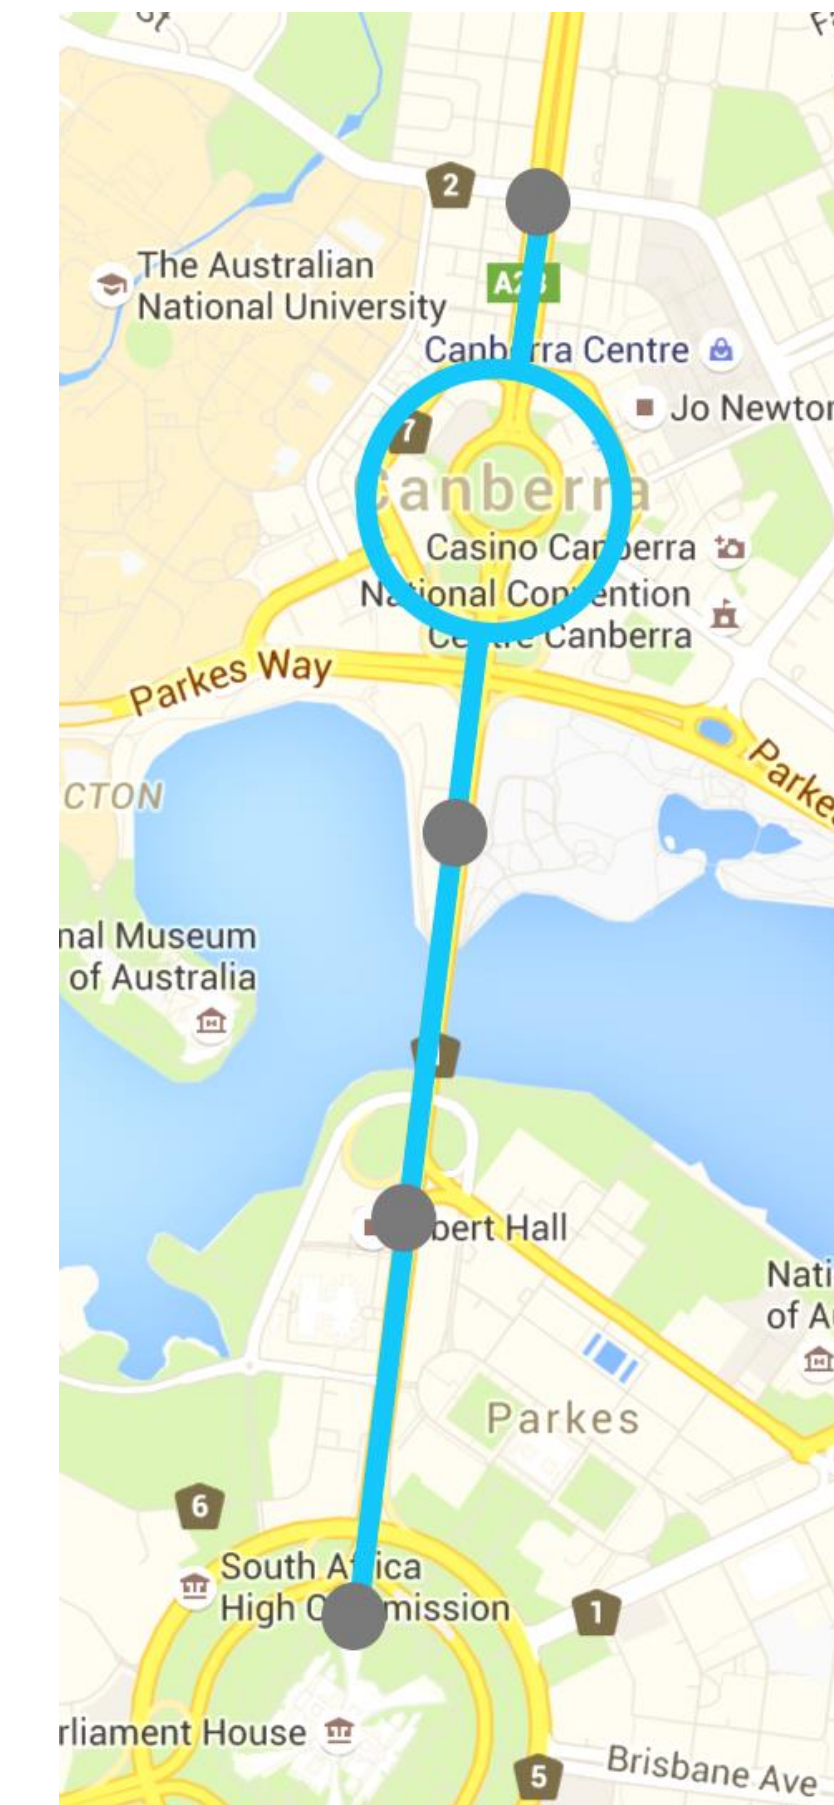 2
The Australian
National University
Canberra Centre
7
Jo Newton
Canberra
Casino Canberra
National Convention
Centre Canberra
Parkes Way
Parkes
CTON
nal Museum
of Australia
bert Hall
Nati
of A
Parkes
6
South Africa
High Commission
1
rliament House
Brisbane Ave
5